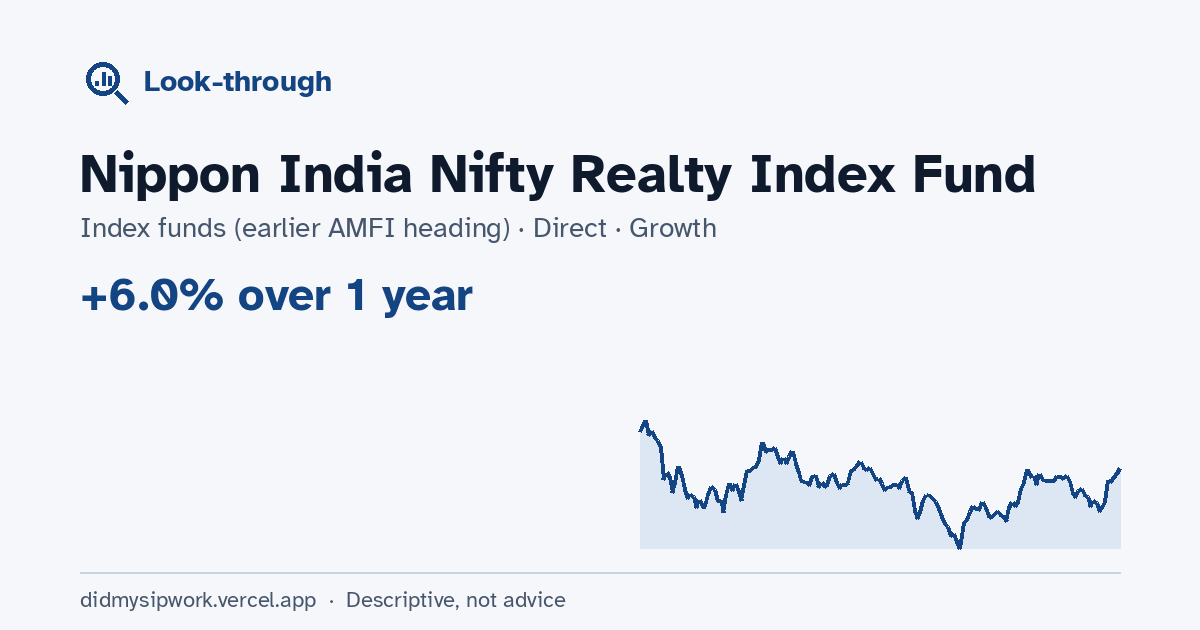 Look-through
Nippon India Nifty Realty Index Fund
Index funds (earlier AMFI heading) · Direct · Growth
+6.0% over 1 year
didmysipwork.vercel.app · Descriptive, not advice